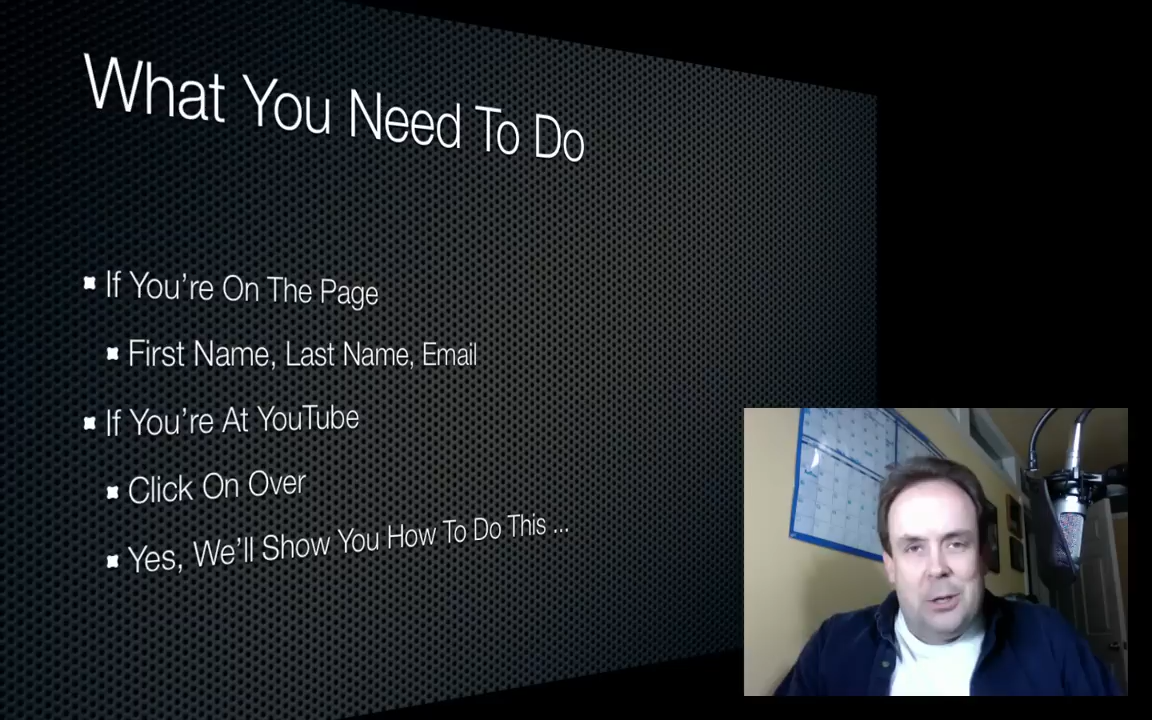 What You Need To Do
If You're On The Page
First Name, Last Name, Email
If You're At YouTube
Click On Over
Yes, We'll Show You How To Do This ...